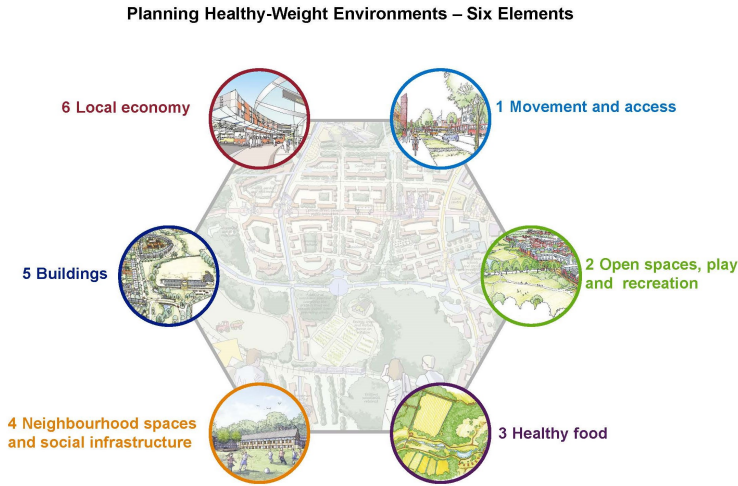 Planning Healthy-Weight Environments – Six Elements
6 Local economy
1 Movement and access
5 Buildings
2 Open spaces, play
and recreation
4 Neighbourhood spaces
and social infrastructure
3 Healthy food